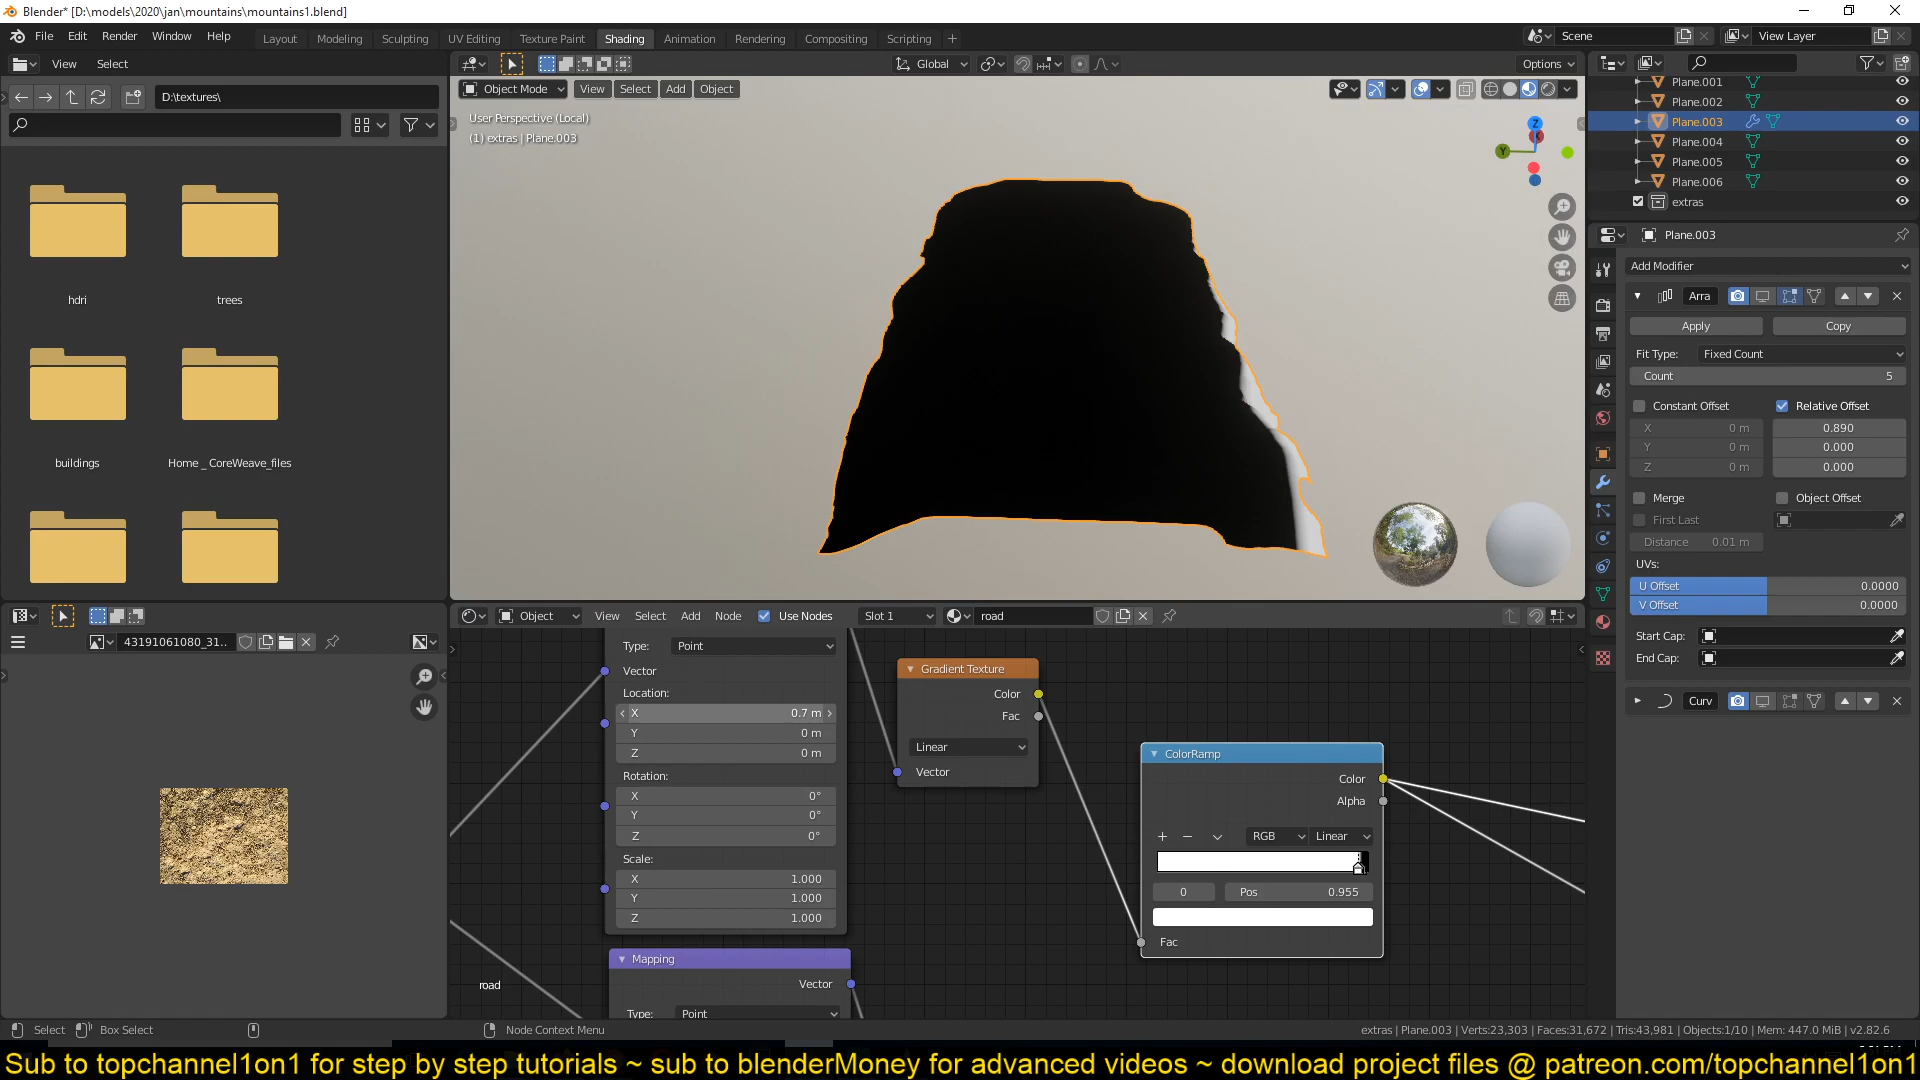 Blender* [D:\models\2020\jan\mountains\mountains1.blend]
File Edit Render Window Help
Layout Modeling Sculpting UV Editing Texture Paint Shading Animation Rendering Compositing Scripting +
Scene
View Layer
View Select
Global
Options
D:\textures\
Object Mode View Select Add Object
User Perspective (Local)
(1) extras | Plane.003
Z
Y
hdri
trees
buildings
Home _ CoreWeave_files
Plane.001
Plane.002
Plane.003
Plane.004
Plane.005
Plane.006
extras
Plane.003
Add Modifier
Arra
Apply Copy
Fit Type: Fixed Count
Count 5
Constant Offset Relative Offset
X 0 m 0.890
Y 0 m 0.000
Z 0 m 0.000
Merge Object Offset
First Last
Distance 0.01 m
UVs:
U Offset 0.0000
V Offset 0.0000
Start Cap:
End Cap:
Curv
43191061080_31..
Object View Select Add Node Use Nodes Slot 1 road
Type: Point
Vector
Location:
X 0.7 m
Y 0 m
Z 0 m
Rotation:
X 0°
Y 0°
Z 0°
Scale:
X 1.000
Y 1.000
Z 1.000
Mapping
Vector
Type: Point
Gradient Texture
Color
Fac
Linear
Vector
ColorRamp
Color
Alpha
RGB Linear
0 Pos 0.955
Fac
road
Select Box Select Node Context Menu
extras | Plane.003 | Verts:23,303 | Faces:31,672 | Tris:43,981 | Objects:1/10 | Mem: 447.0 MiB | v2.82.6
Sub to topchannel1on1 for step by step tutorials ~ sub to blenderMoney for advanced videos ~ download project files @ patreon.com/topchannel1on1